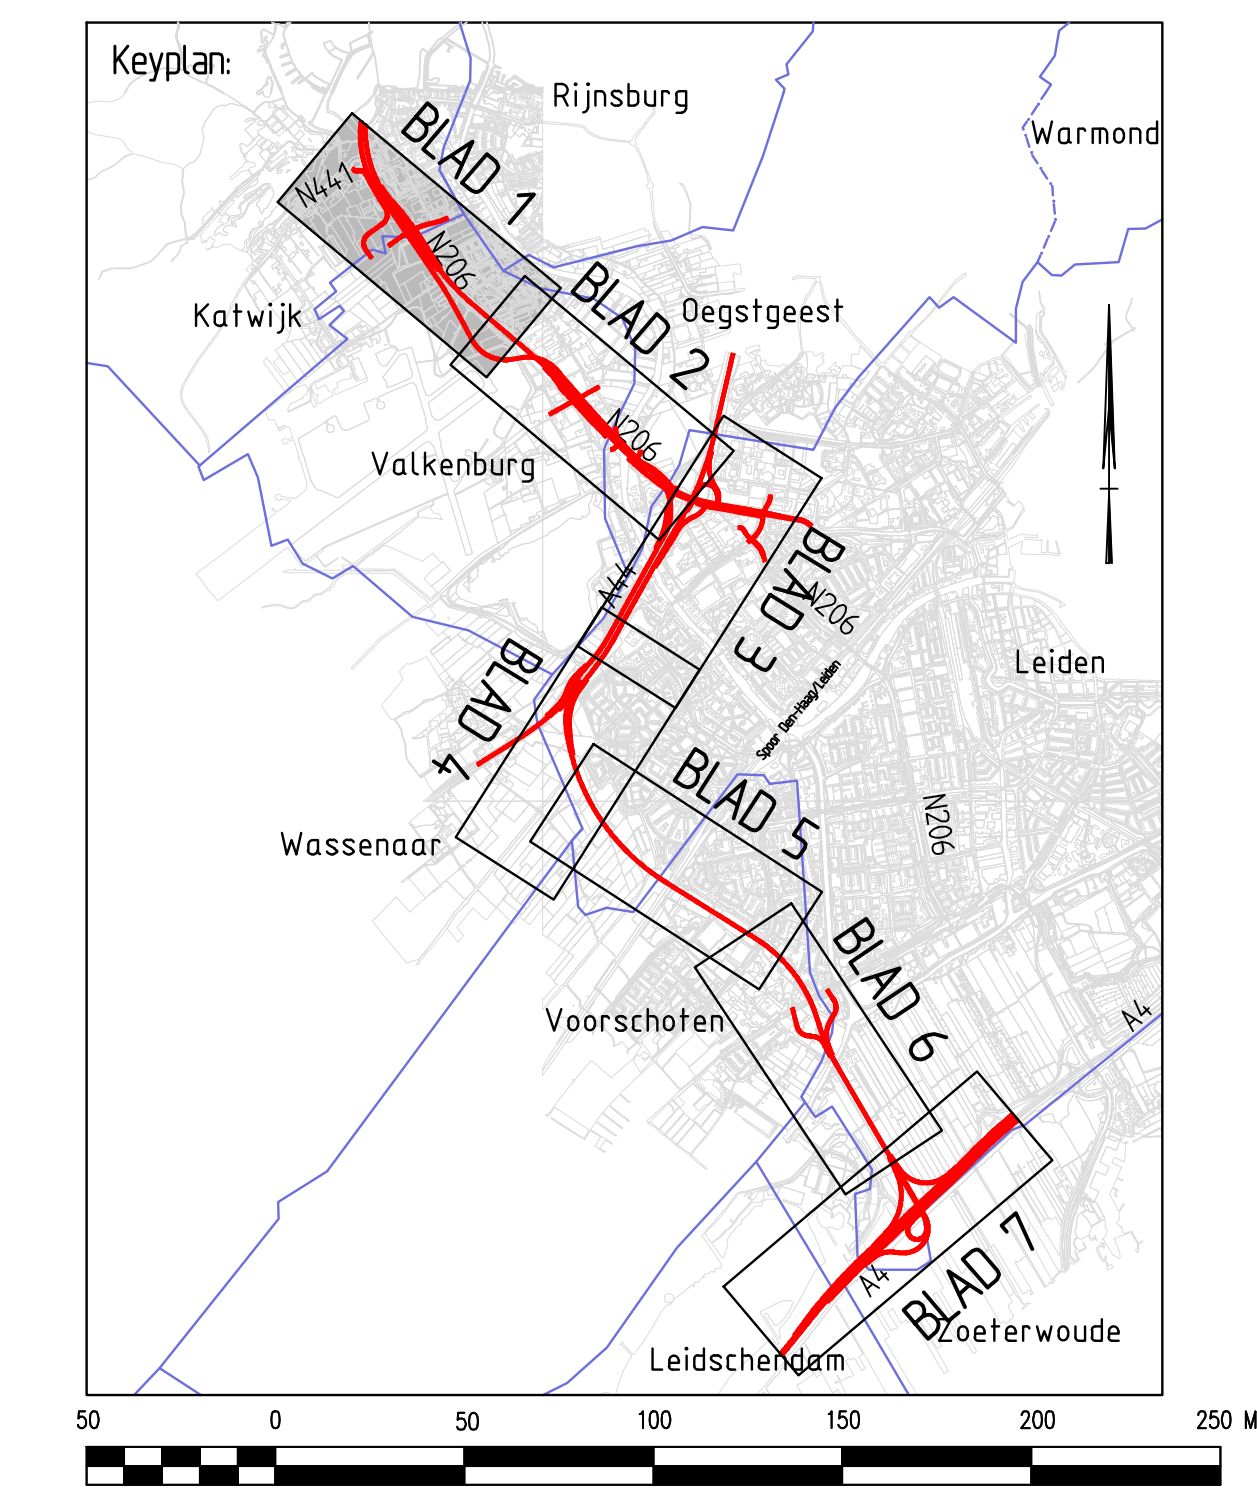 Keyplan:
Rijnsburg
Warmond
BLAD 1
N441
N206
Katwijk
BLAD 2
Oegstgeest
N206
Valkenburg
BLAD 3
N206
A44
Leiden
BLAD 4
Spoor Den-Haag/Leiden
BLAD 5
N206
Wassenaar
BLAD 6
Voorschoten
A4
BLAD 7
A4
Zoeterwoude
Leidschendam
50 0 50 100 150 200 250 M